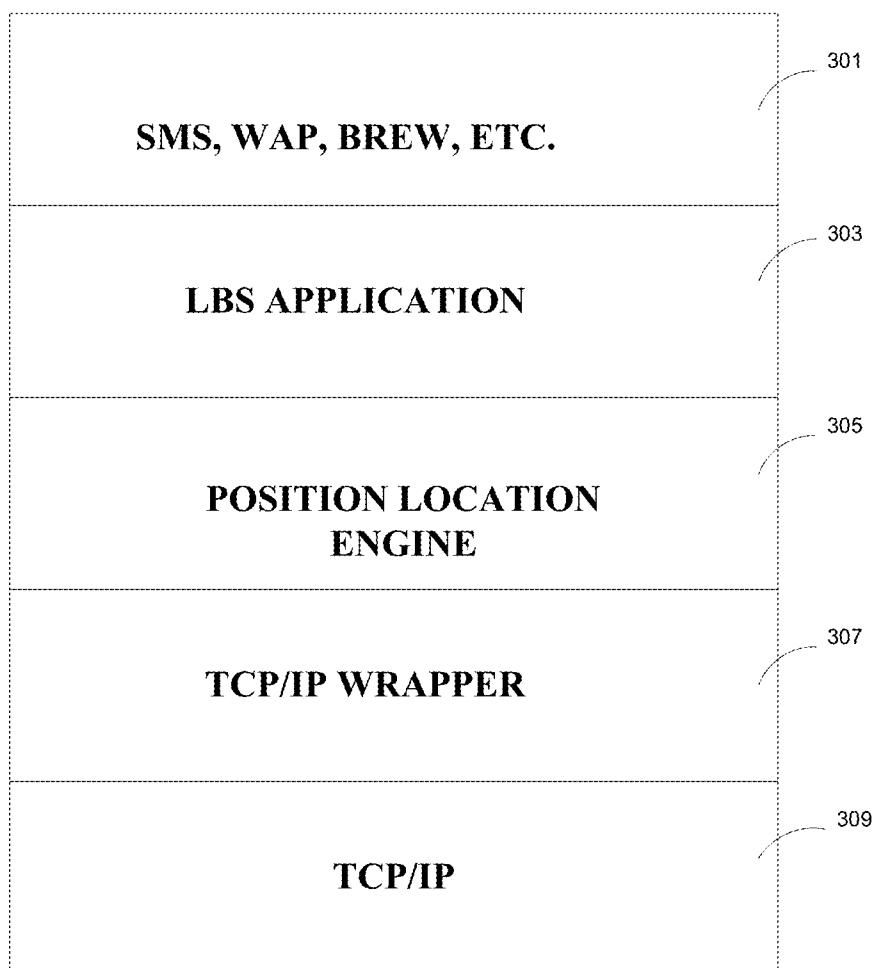 301
SMS, WAP, BREW, ETC.
303
LBS APPLICATION
305
POSITION LOCATION
ENGINE
307
TCP/IP WRAPPER
309
TCP/IP